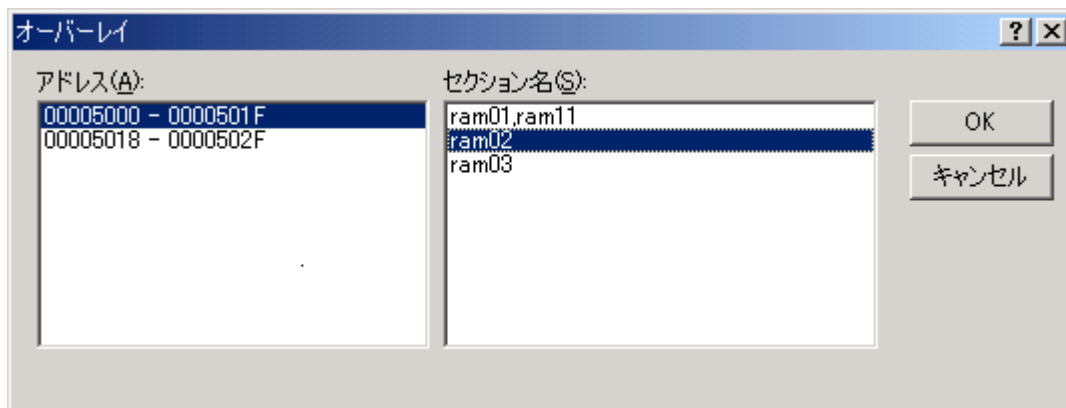 オーバーレイ
アドレス(A):
00005000 - 0000501F
00005018 - 0000502F
セクション名(S):
ram01,ram11
ram02
ram03
OK
キャンセル